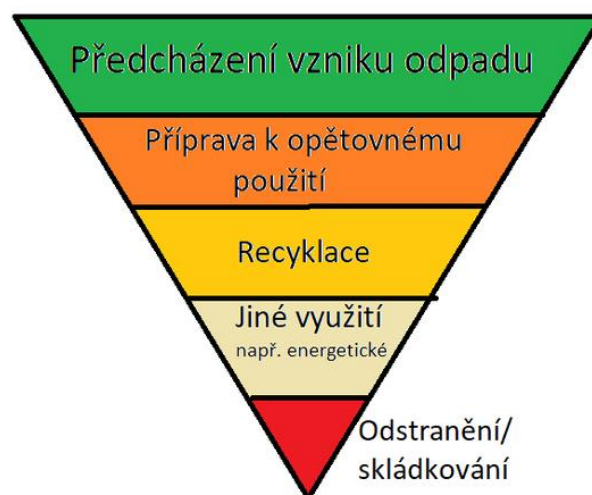 Předcházení vzniku odpadu
Příprava k opětovnému
použití
Recyklace
Jiné využití
např. energetické
Odstranění/
skládkování